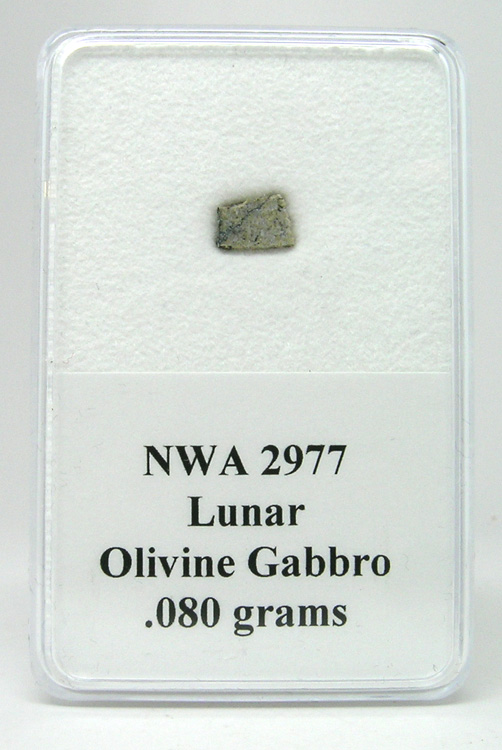 NWA 2977
Lunar
Olivine Gabbro
.080 grams